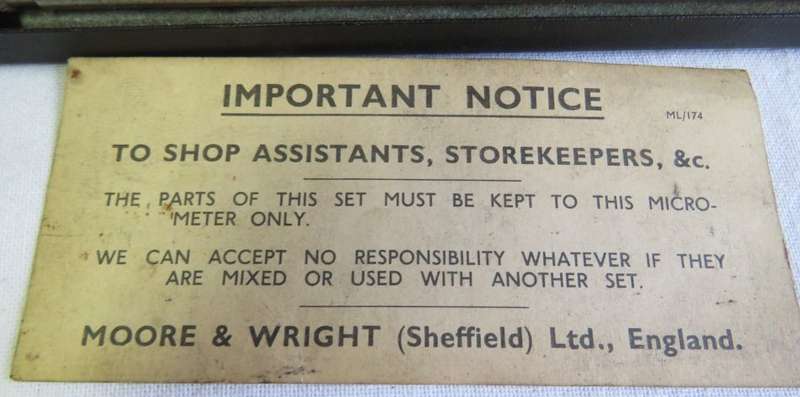 IMPORTANT NOTICE
ML/174
TO SHOP ASSISTANTS, STOREKEEPERS, &c.
THE PARTS OF THIS SET MUST BE KEPT TO THIS MICRO-
METER ONLY.
WE CAN ACCEPT NO RESPONSIBILITY WHATEVER IF THEY
ARE MIXED OR USED WITH ANOTHER SET.
MOORE & WRIGHT (Sheffield) Ltd., England.